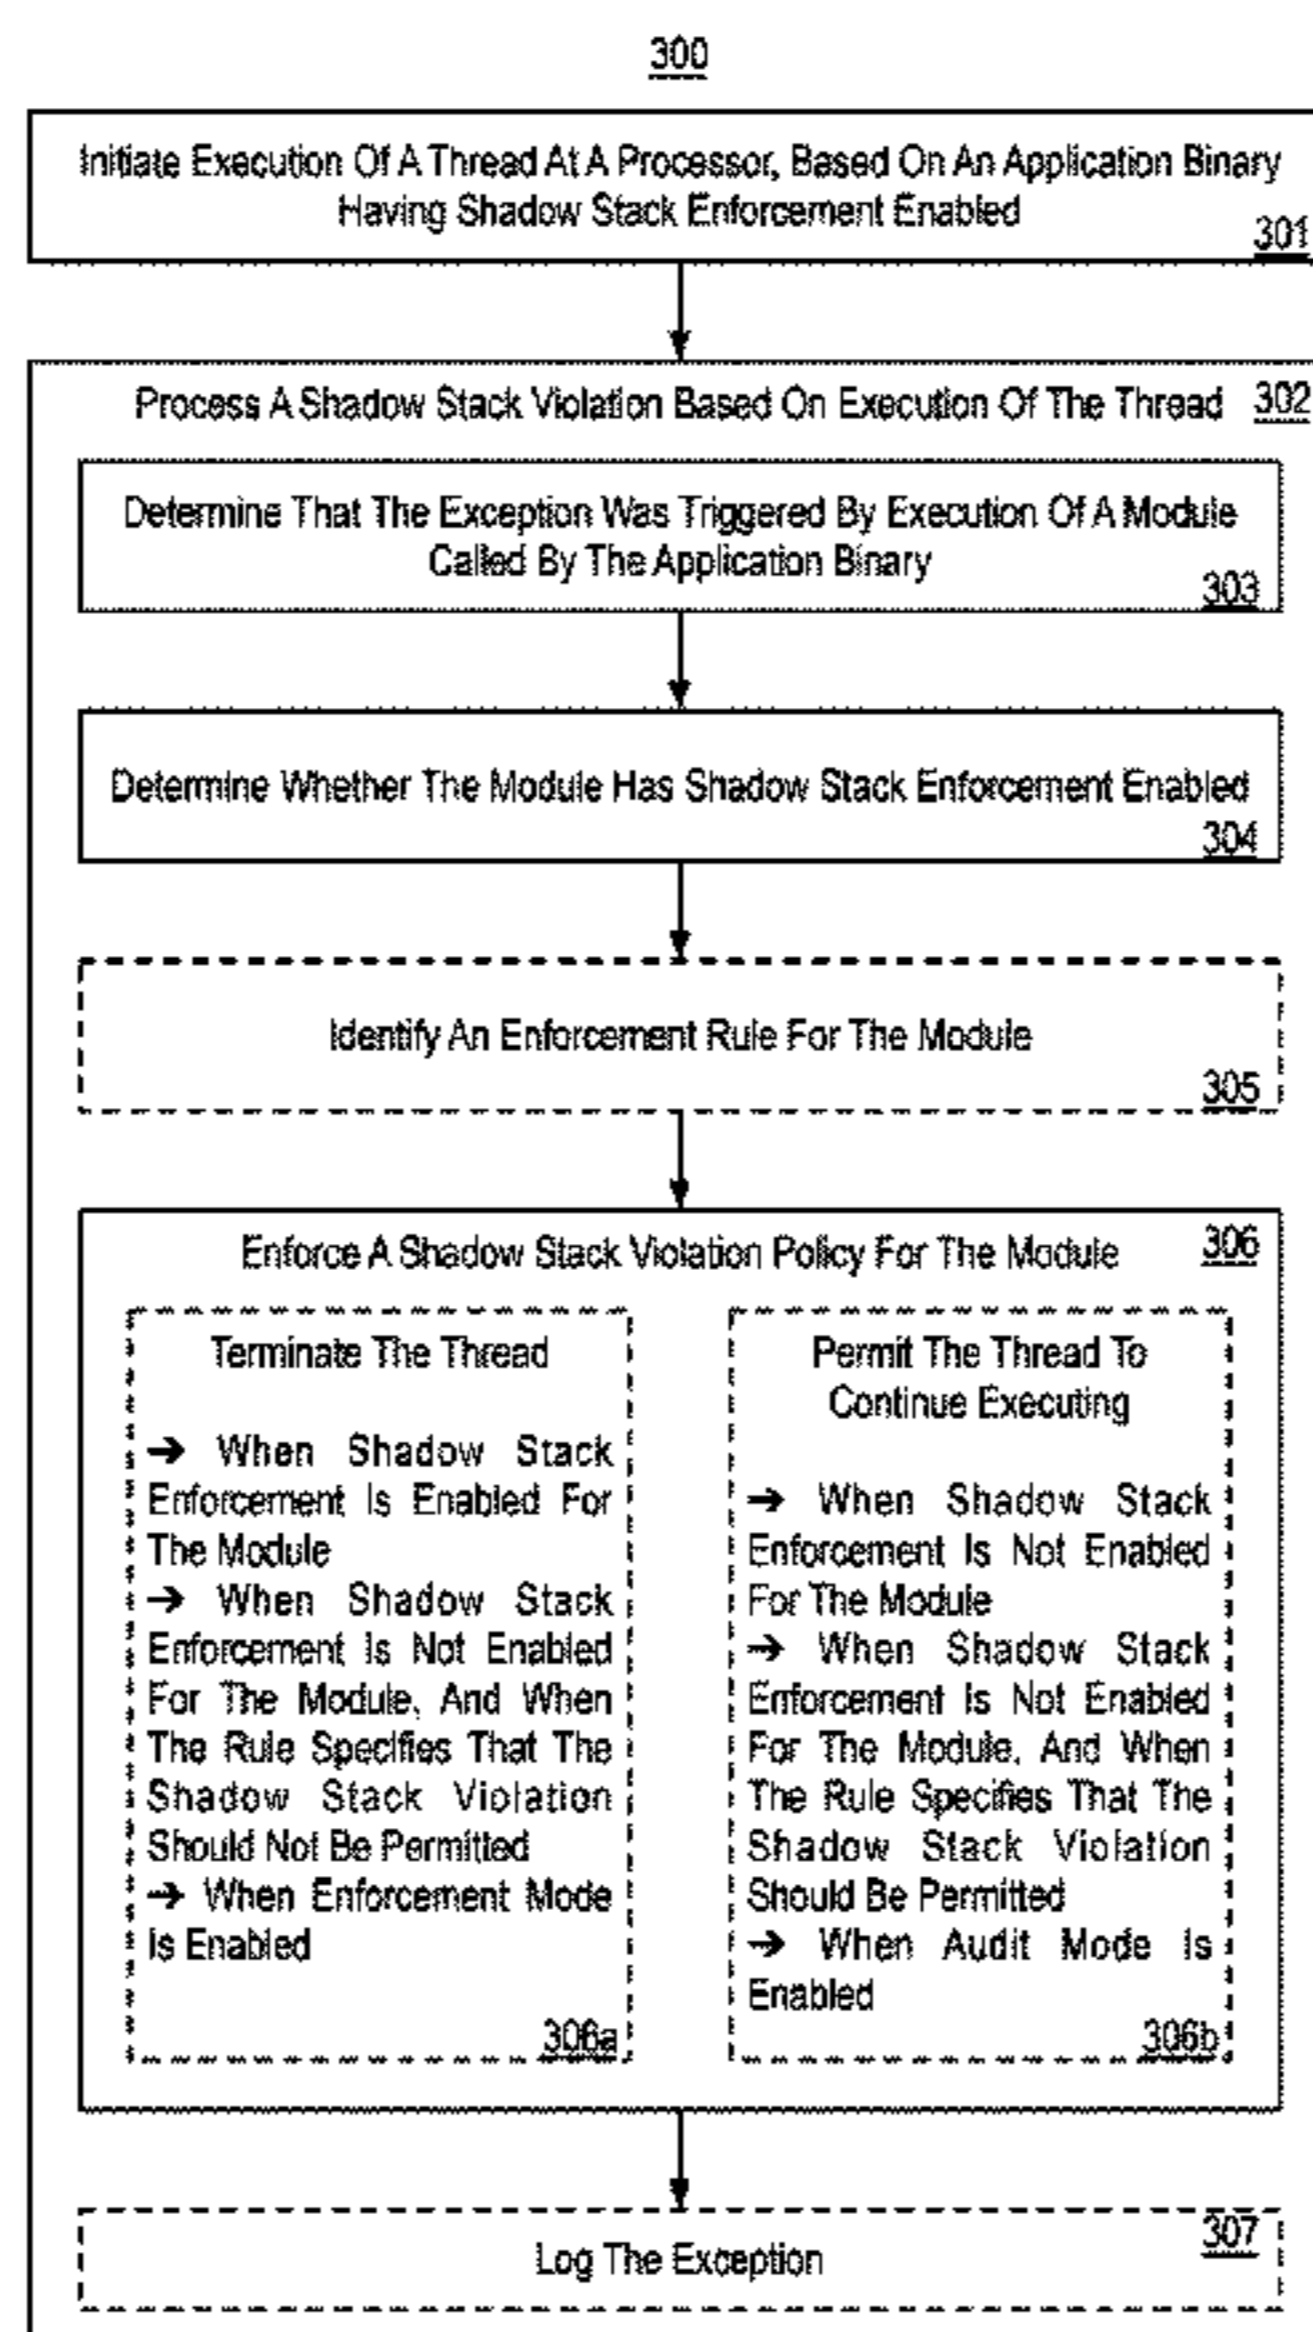 300
Initiate Execution Of A Thread At A Processor, Based On An Application Binary
Having Shadow Stack Enforcement Enabled
301
Process A Shadow Stack Violation Based On Execution Of The Thread 302
Determine That The Exception Was Triggered By Execution Of A Module
Called By The Application Binary
303
Determine Whether The Module Has Shadow Stack Enforcement Enabled
304
Identify An Enforcement Rule For The Module
305
Enforce A Shadow Stack Violation Policy For The Module 306
Terminate The Thread
➔ When Shadow Stack
Enforcement Is Enabled For
The Module
➔ When Shadow Stack
Enforcement Is Not Enabled
For The Module, And When
The Rule Specifies That The
Shadow Stack Violation
Should Not Be Permitted
➔ When Enforcement Mode
Is Enabled
306a
Permit The Thread To
Continue Executing
➔ When Shadow Stack
Enforcement Is Not Enabled
For The Module
➔ When Shadow Stack
Enforcement Is Not Enabled
For The Module, And When
The Rule Specifies That The
Shadow Stack Violation
Should Be Permitted
➔ When Audit Mode Is
Enabled
306b
307
Log The Exception